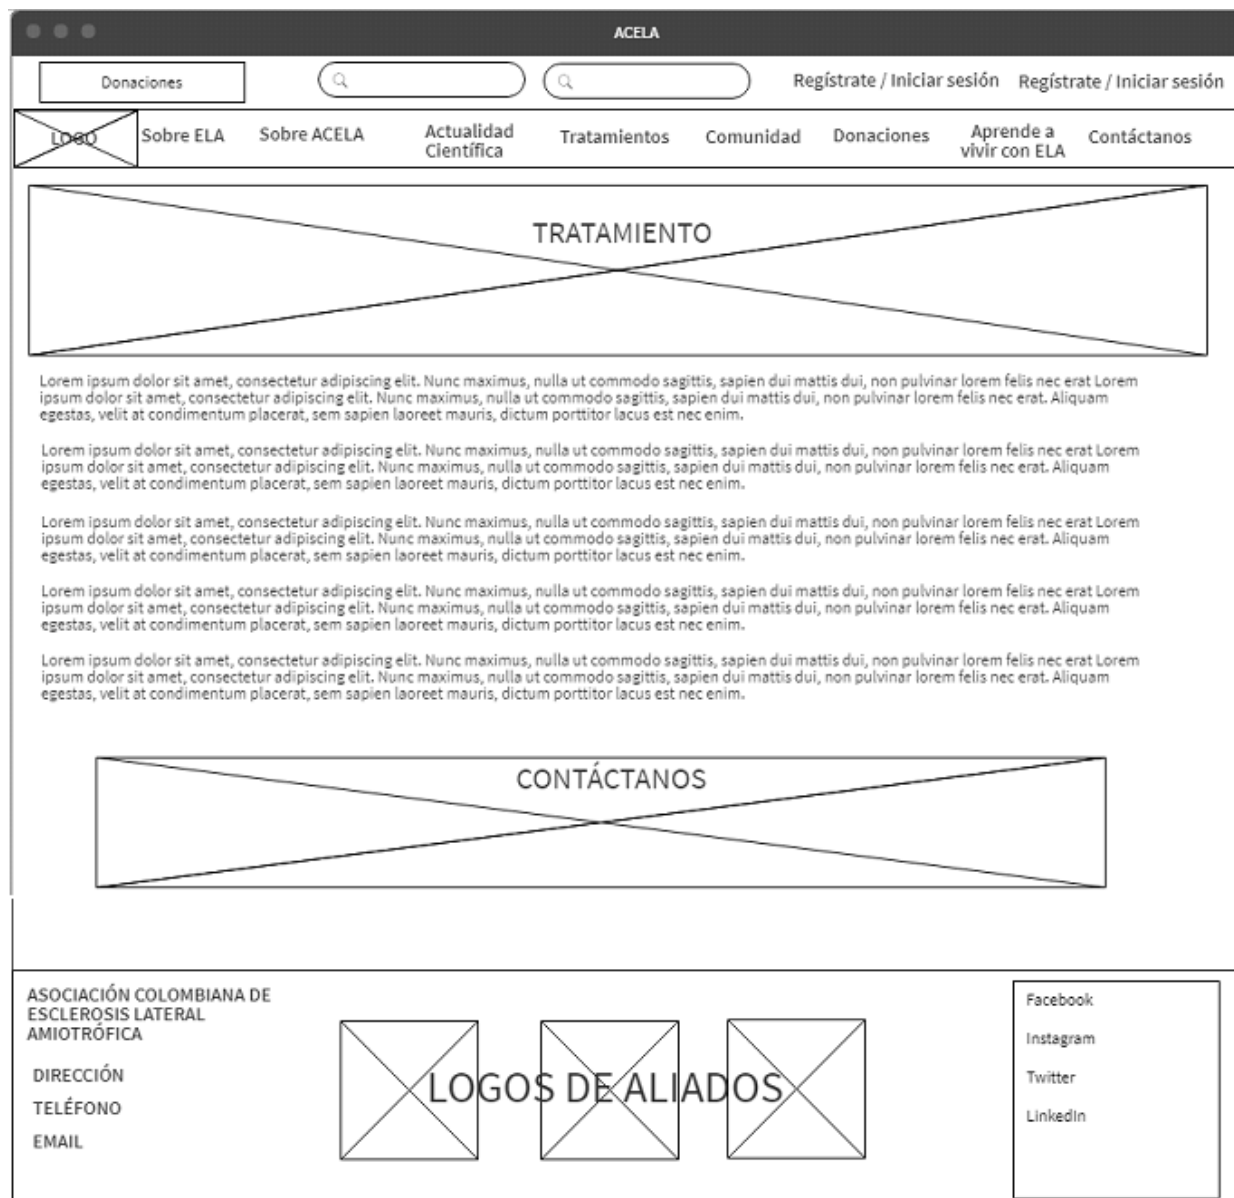 ACELA
Donaciones
Regístrate / Iniciar sesión
Regístrate / Iniciar sesión
LOGO
Sobre ELA
Sobre ACELA
Actualidad
Científica
Tratamientos
Comunidad
Donaciones
Aprende a
vivir con ELA
Contáctanos
TRATAMIENTO
Lorem ipsum dolor sit amet, consectetur adipiscing elit. Nunc maximus, nulla ut commodo sagittis, sapien dui mattis dui, non pulvinar lorem felis nec erat Lorem
ipsum dolor sit amet, consectetur adipiscing elit. Nunc maximus, nulla ut commodo sagittis, sapien dui mattis dui, non pulvinar lorem felis nec erat. Aliquam
egestas, velit at condimentum placerat, sem sapien laoreet mauris, dictum porttitor lacus est nec enim.
Lorem ipsum dolor sit amet, consectetur adipiscing elit. Nunc maximus, nulla ut commodo sagittis, sapien dui mattis dui, non pulvinar lorem felis nec erat Lorem
ipsum dolor sit amet, consectetur adipiscing elit. Nunc maximus, nulla ut commodo sagittis, sapien dui mattis dui, non pulvinar lorem felis nec erat. Aliquam
egestas, velit at condimentum placerat, sem sapien laoreet mauris, dictum porttitor lacus est nec enim.
Lorem ipsum dolor sit amet, consectetur adipiscing elit. Nunc maximus, nulla ut commodo sagittis, sapien dui mattis dui, non pulvinar lorem felis nec erat Lorem
ipsum dolor sit amet, consectetur adipiscing elit. Nunc maximus, nulla ut commodo sagittis, sapien dui mattis dui, non pulvinar lorem felis nec erat. Aliquam
egestas, velit at condimentum placerat, sem sapien laoreet mauris, dictum porttitor lacus est nec enim.
Lorem ipsum dolor sit amet, consectetur adipiscing elit. Nunc maximus, nulla ut commodo sagittis, sapien dui mattis dui, non pulvinar lorem felis nec erat Lorem
ipsum dolor sit amet, consectetur adipiscing elit. Nunc maximus, nulla ut commodo sagittis, sapien dui mattis dui, non pulvinar lorem felis nec erat. Aliquam
egestas, velit at condimentum placerat, sem sapien laoreet mauris, dictum porttitor lacus est nec enim.
Lorem ipsum dolor sit amet, consectetur adipiscing elit. Nunc maximus, nulla ut commodo sagittis, sapien dui mattis dui, non pulvinar lorem felis nec erat Lorem
ipsum dolor sit amet, consectetur adipiscing elit. Nunc maximus, nulla ut commodo sagittis, sapien dui mattis dui, non pulvinar lorem felis nec erat. Aliquam
egestas, velit at condimentum placerat, sem sapien laoreet mauris, dictum porttitor lacus est nec enim.
CONTÁCTANOS
ASOCIACIÓN COLOMBIANA DE
ESCLEROSIS LATERAL
AMIOTRÓFICA
DIRECCIÓN
TELÉFONO
EMAIL
LOGOS DE ALIADOS
Facebook
Instagram
Twitter
LinkedIn